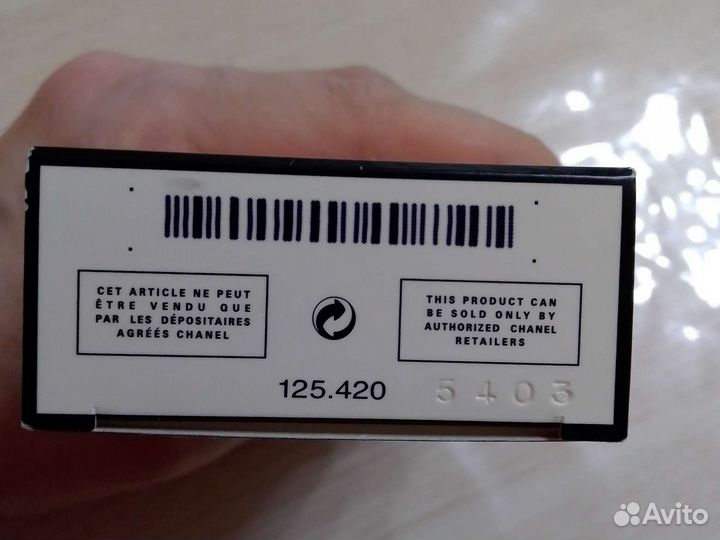 CET ARTICLE NE PEUT
ÊTRE VENDU QUE
PAR LES DÉPOSITAIRES
AGRÉÉS CHANEL
THIS PRODUCT CAN
BE SOLD ONLY BY
AUTHORIZED CHANEL
RETAILERS
125.420
5403
Avito